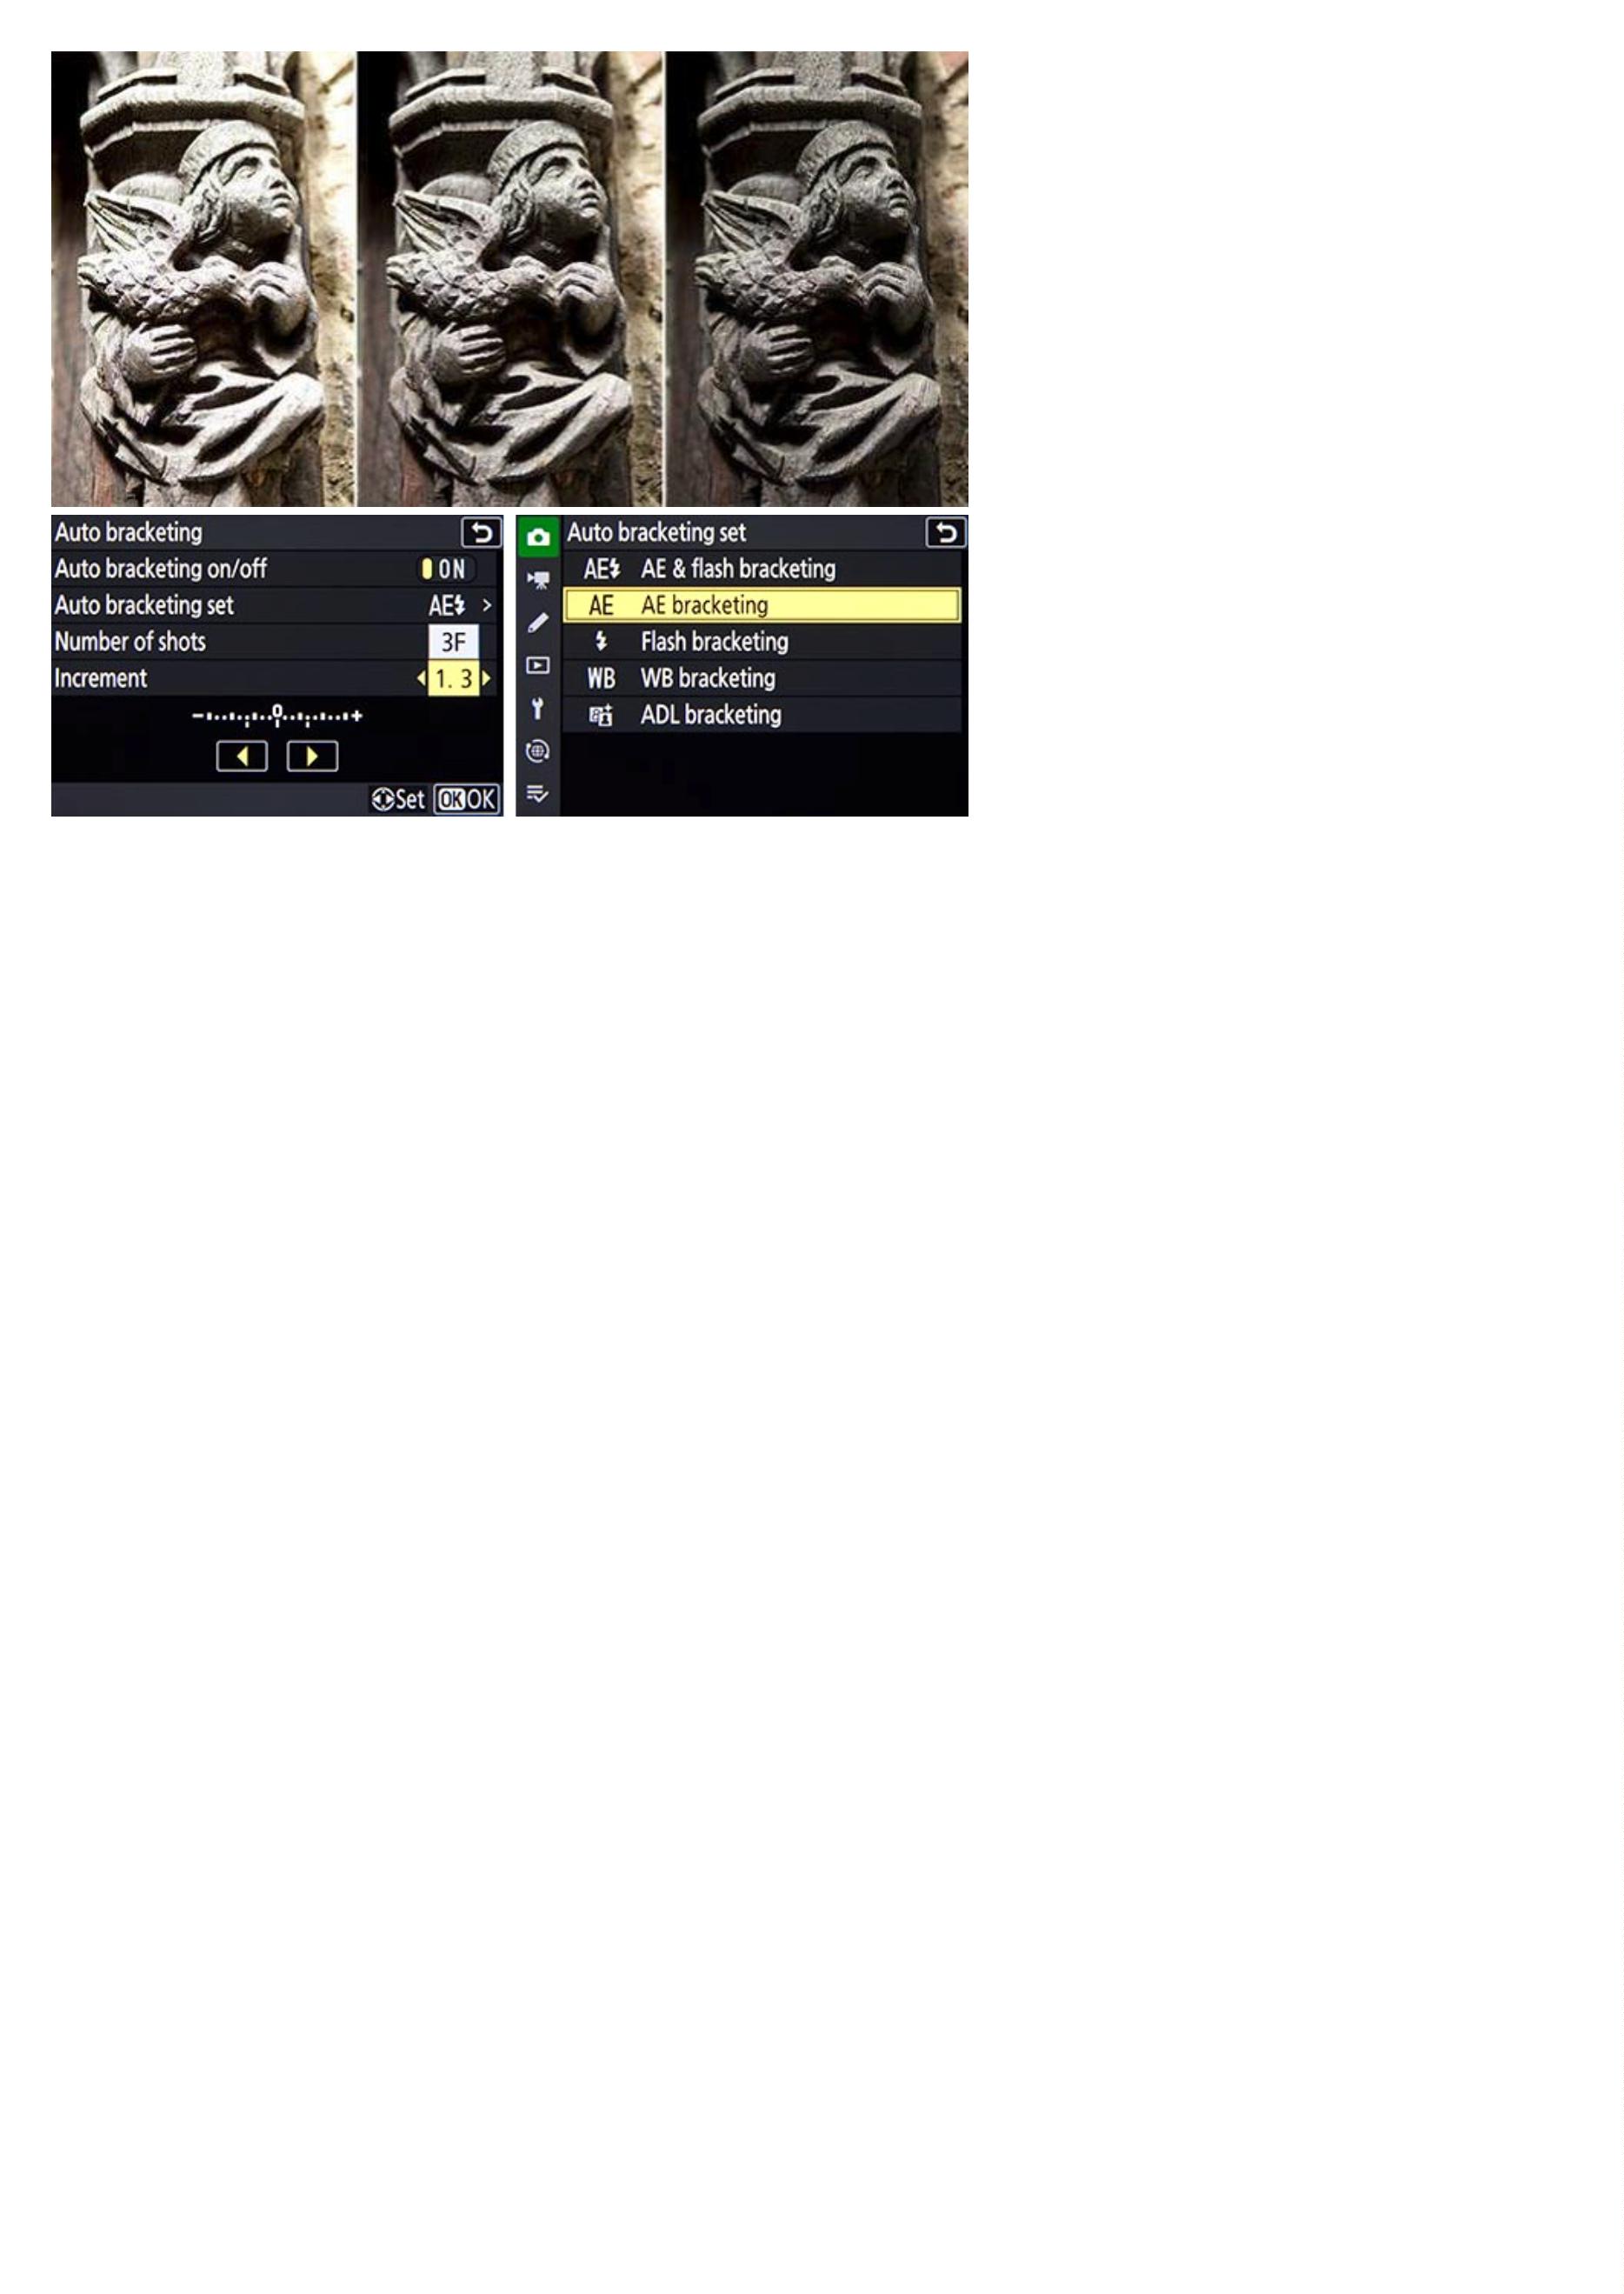 Auto bracketing
Auto bracketing on/off ON
Auto bracketing set AE >
Number of shots 3F
Increment 1. 3
- 0 +
Set OK OK
Auto bracketing set
AE AE & flash bracketing
AE AE bracketing
Flash bracketing
WB WB bracketing
ADL bracketing